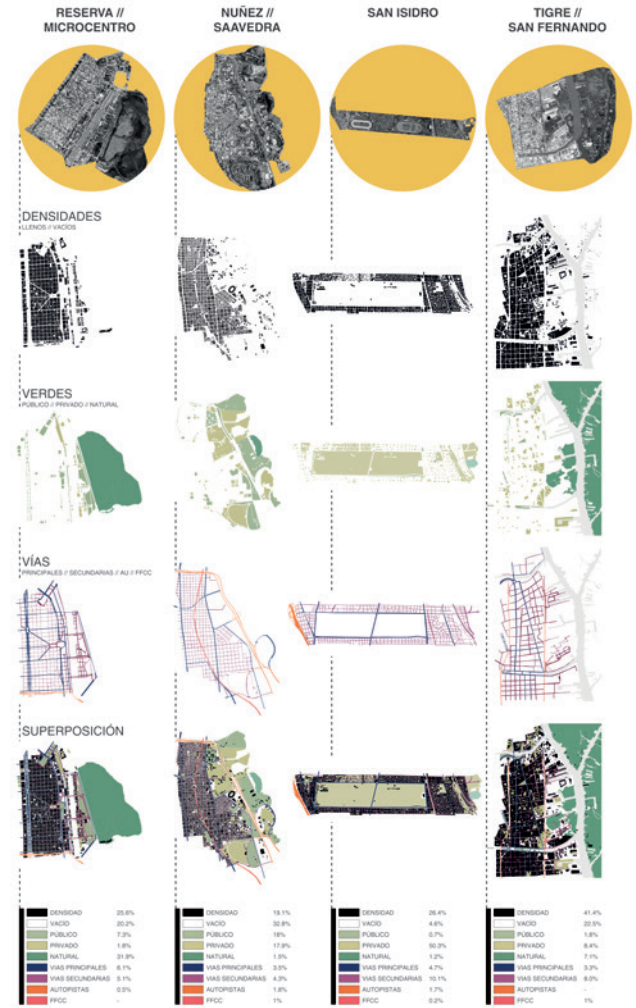 RESERVA //
MICROCENTRO
NUÑEZ //
SAAVEDRA
SAN ISIDRO
TIGRE //
SAN FERNANDO
DENSIDADES
LLENOS // VACÍOS
VERDES
PÚBLICO // PRIVADO // NATURAL
VÍAS
PRINCIPALES // SECUNDARIAS // AU // FFCC
SUPERPOSICIÓN
DENSIDAD 25.6%
VACÍO 20.2%
PÚBLICO 7.3%
PRIVADO 1.8%
NATURAL 31.9%
VIAS PRINCIPALES 6.1%
VIAS SECUNDARIAS 5.1%
AUTOPISTAS 0.5%
FFCC -
DENSIDAD 19.1%
VACÍO 32.8%
PÚBLICO 18%
PRIVADO 17.9%
NATURAL 1.5%
VIAS PRINCIPALES 3.5%
VIAS SECUNDARIAS 4.3%
AUTOPISTAS 1.8%
FFCC 1%
DENSIDAD 26.4%
VACÍO 4.6%
PÚBLICO 0.7%
PRIVADO 50.3%
NATURAL 1.2%
VIAS PRINCIPALES 4.7%
VIAS SECUNDARIAS 10.1%
AUTOPISTAS 1.7%
FFCC 0.2%
DENSIDAD 41.4%
VACÍO 22.5%
PÚBLICO 1.8%
PRIVADO 8.4%
NATURAL 7.1%
VIAS PRINCIPALES 3.3%
VIAS SECUNDARIAS 8.0%
AUTOPISTAS -
FFCC 1%